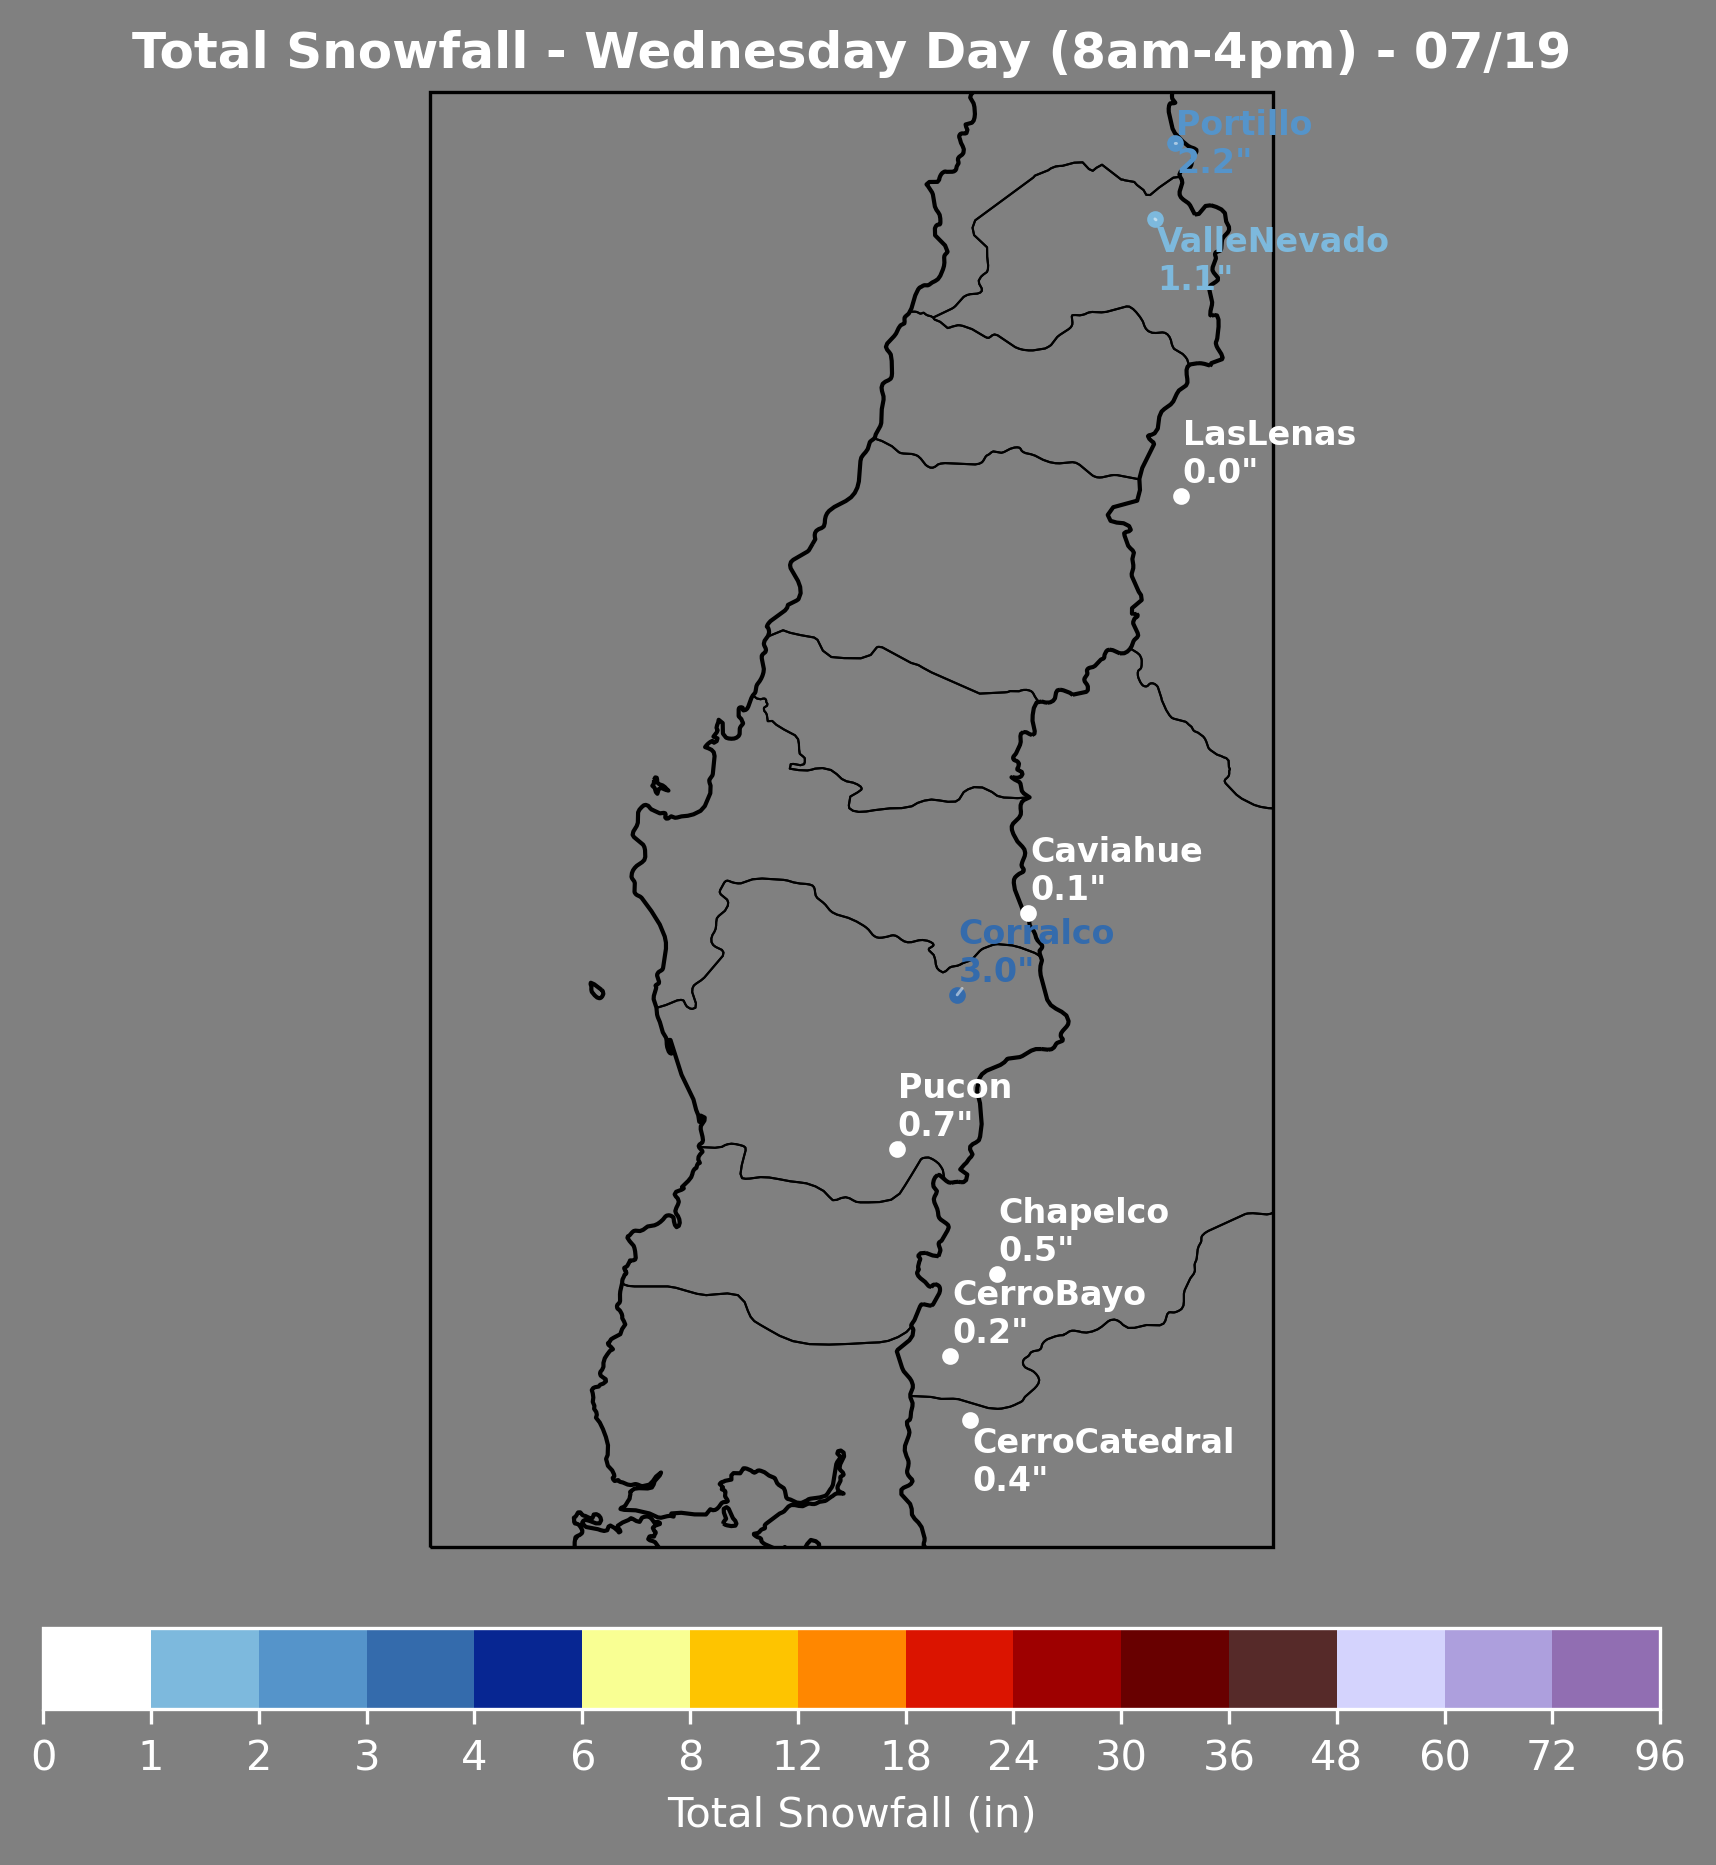 Total Snowfall - Wednesday Day (8am-4pm) - 07/19
Portillo
2.2"
ValleNevado
1.1"
LasLenas
0.0"
Caviahue
0.1"
Corralco
3.0"
Pucon
0.7"
Chapelco
0.5"
CerroBayo
0.2"
CerroCatedral
0.4"
0 1 2 3 4 6 8 12 18 24 30 36 48 60 72 96
Total Snowfall (in)